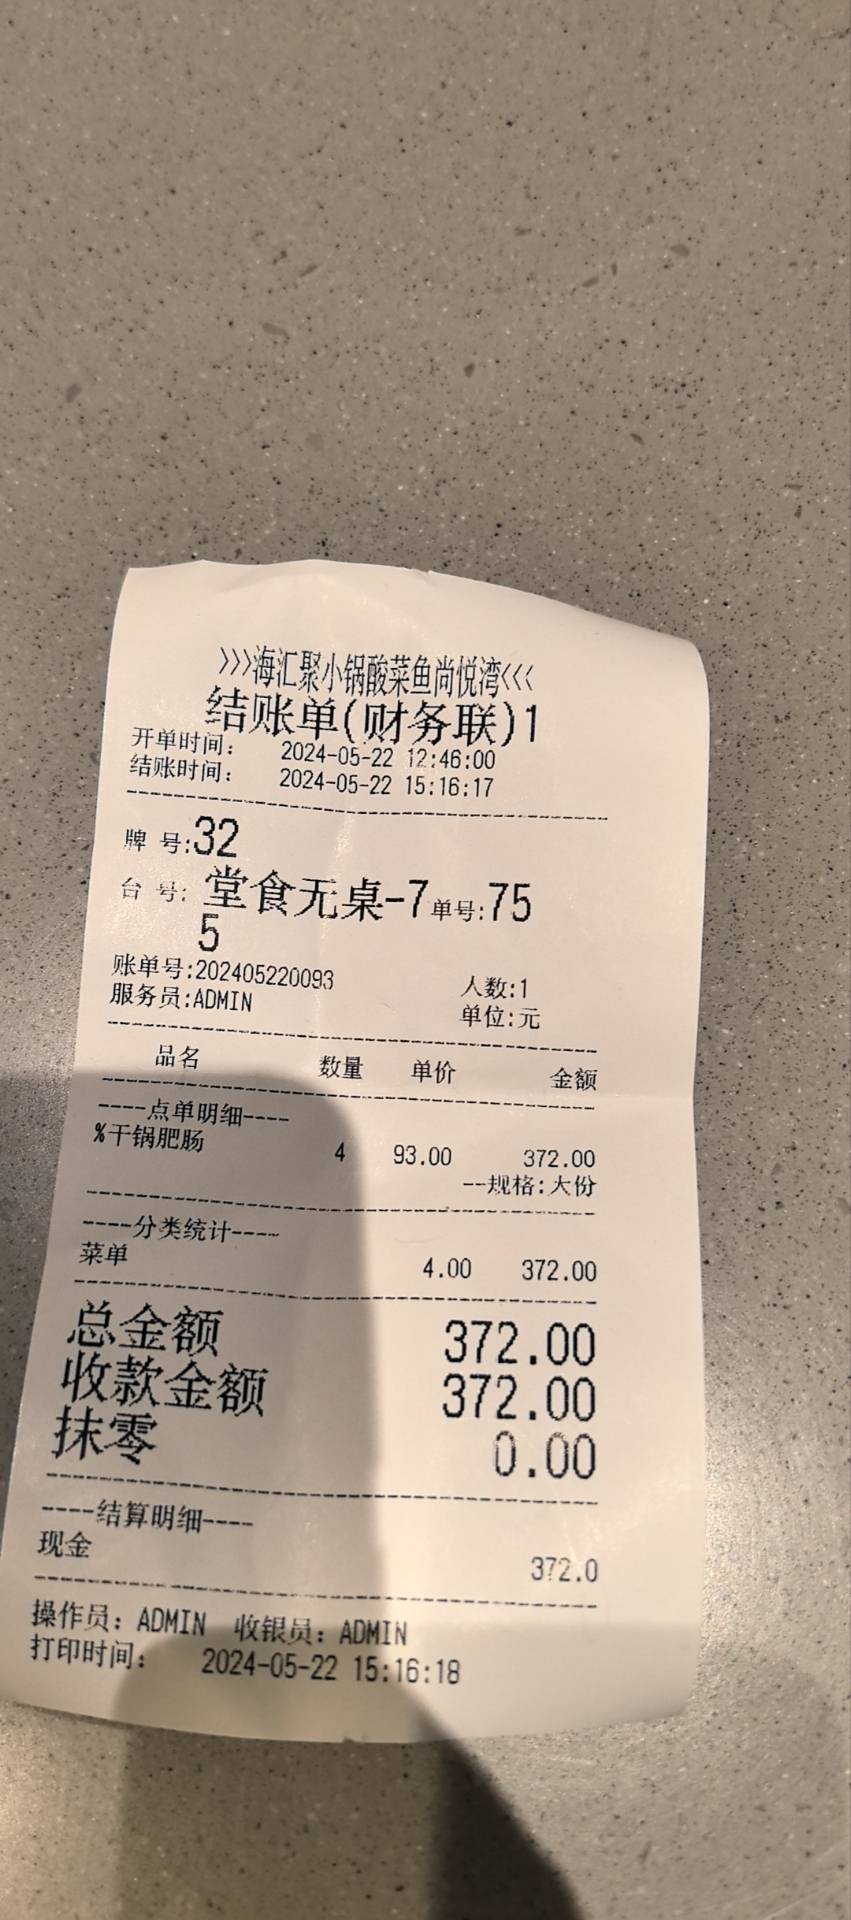 >>>海汇聚小锅酸菜鱼尚悦湾<<<
结账单(财务联)1
开单时间： 2024-05-22 12:46:00
结账时间： 2024-05-22 15:16:17
牌 号:32
台 号: 堂食无桌-7 单号:75
5
账单号:202405220093 人数:1
服务员:ADMIN 单位:元
品名 数量 单价 金额
----点单明细----
%干锅肥肠 4 93.00 372.00
--规格:大份
----分类统计----
菜单 4.00 372.00
总金额 372.00
收款金额 372.00
抹零 0.00
----结算明细----
现金 372.0
操作员：ADMIN 收银员：ADMIN
打印时间： 2024-05-22 15:16:18